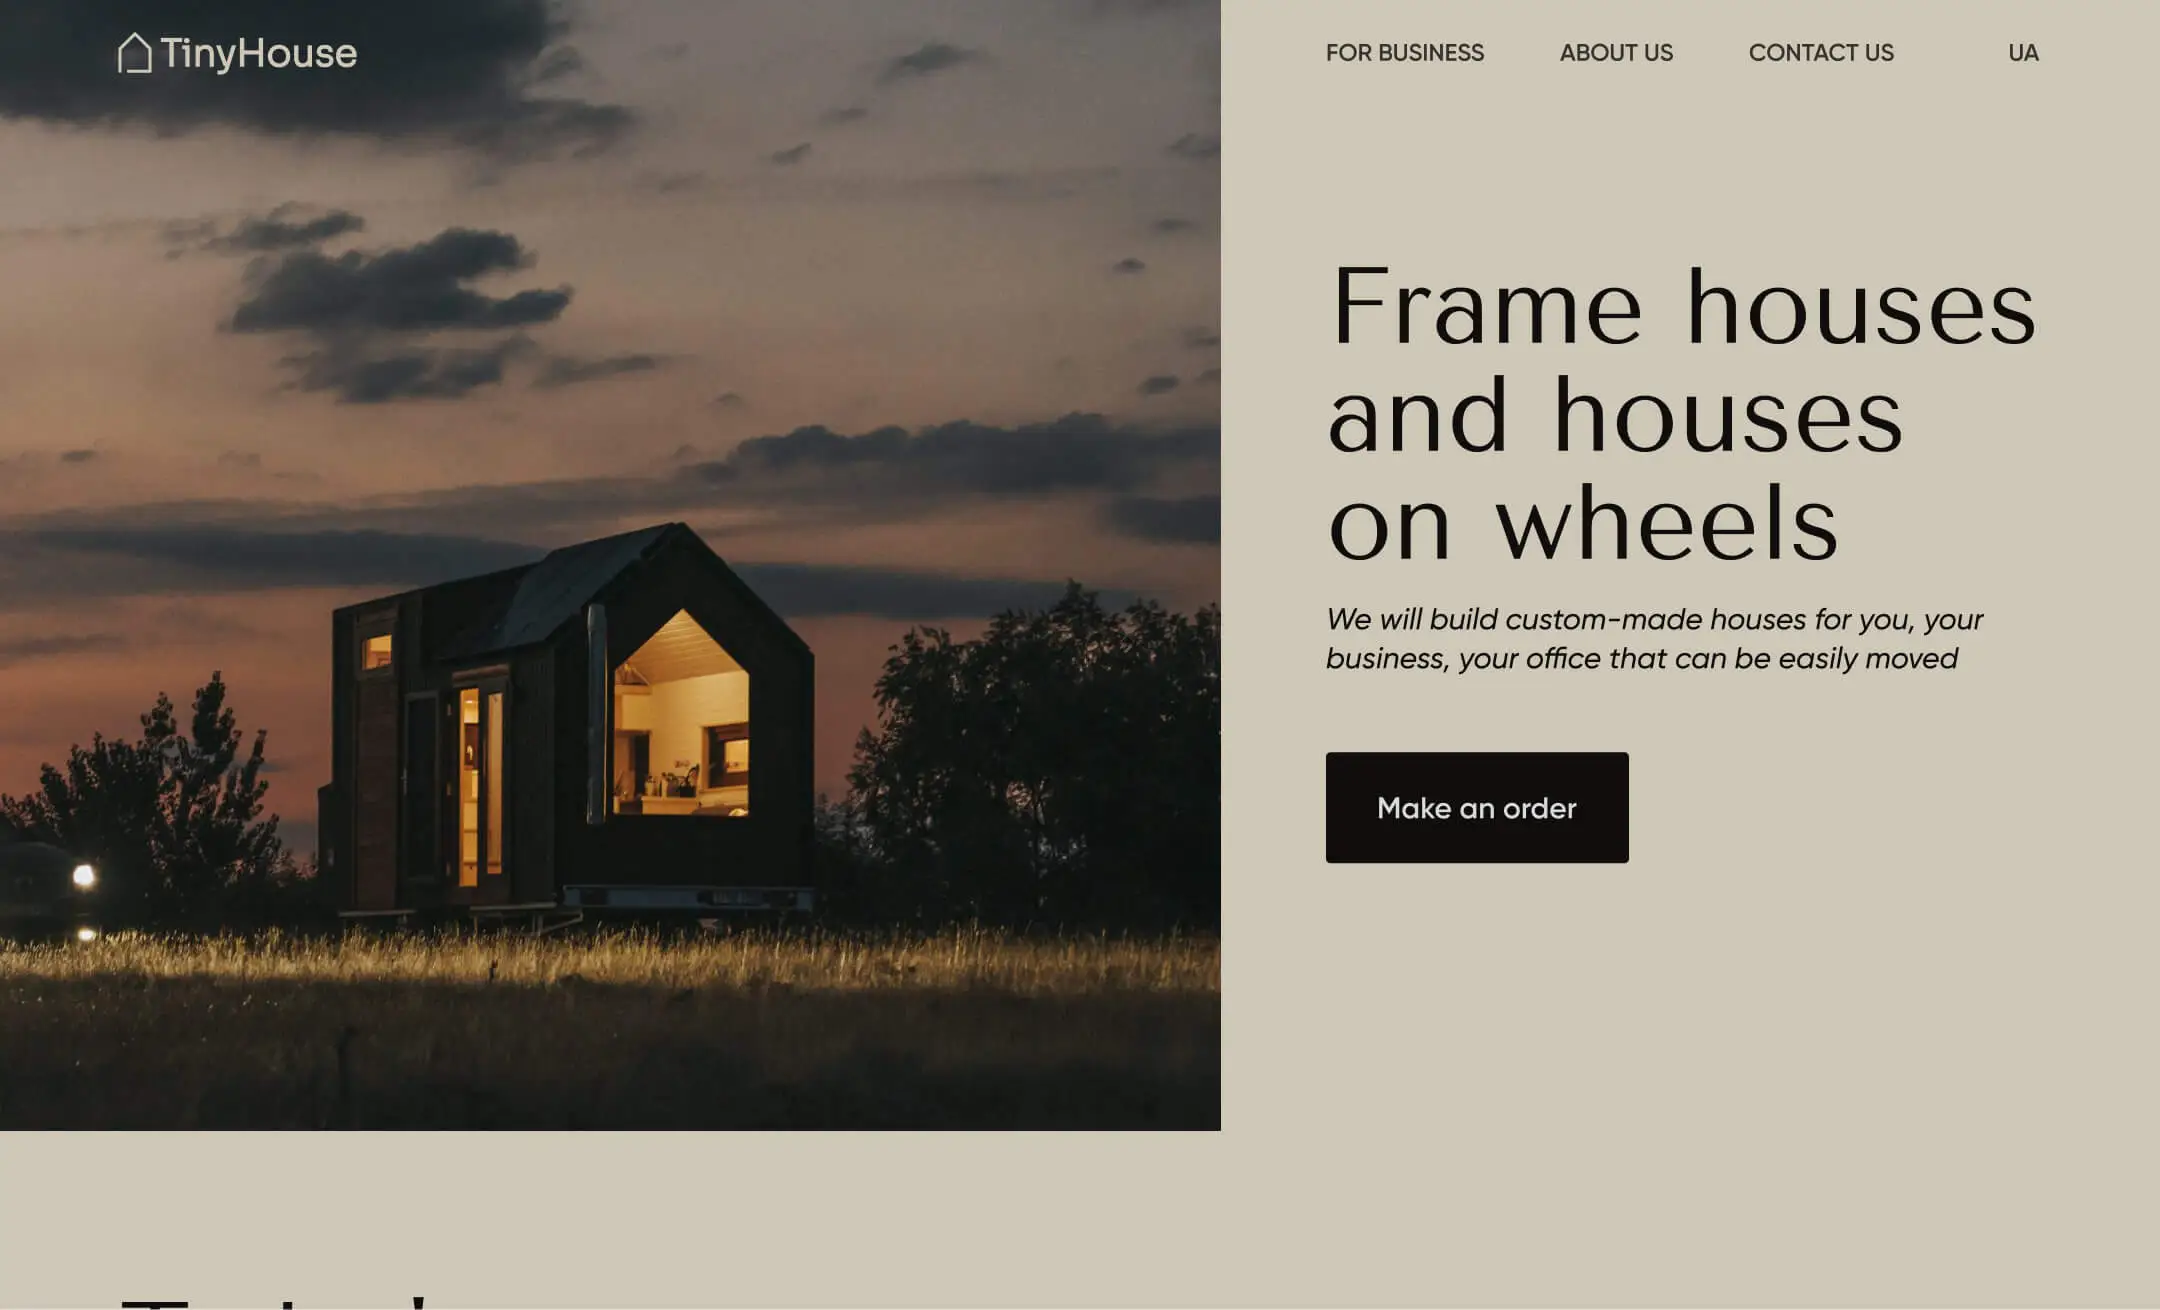 TinyHouse
FOR BUSINESS
ABOUT US
CONTACT US
UA
Frame houses
and houses
on wheels
We will build custom-made houses for you, your
business, your office that can be easily moved
Make an order